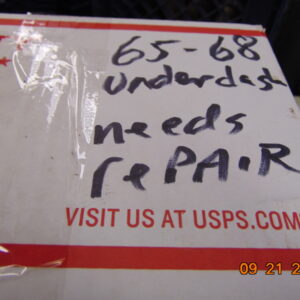 65-68
underdash
needs
rePAIR
VISIT US AT USPS.COM
09 21 2